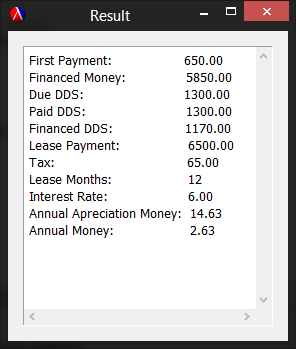 Result
First Payment: 650.00
Financed Money: 5850.00
Due DDS: 1300.00
Paid DDS: 1300.00
Financed DDS: 1170.00
Lease Payment: 6500.00
Tax: 65.00
Lease Months: 12
Interest Rate: 6.00
Annual Apreciation Money: 14.63
Annual Money: 2.63